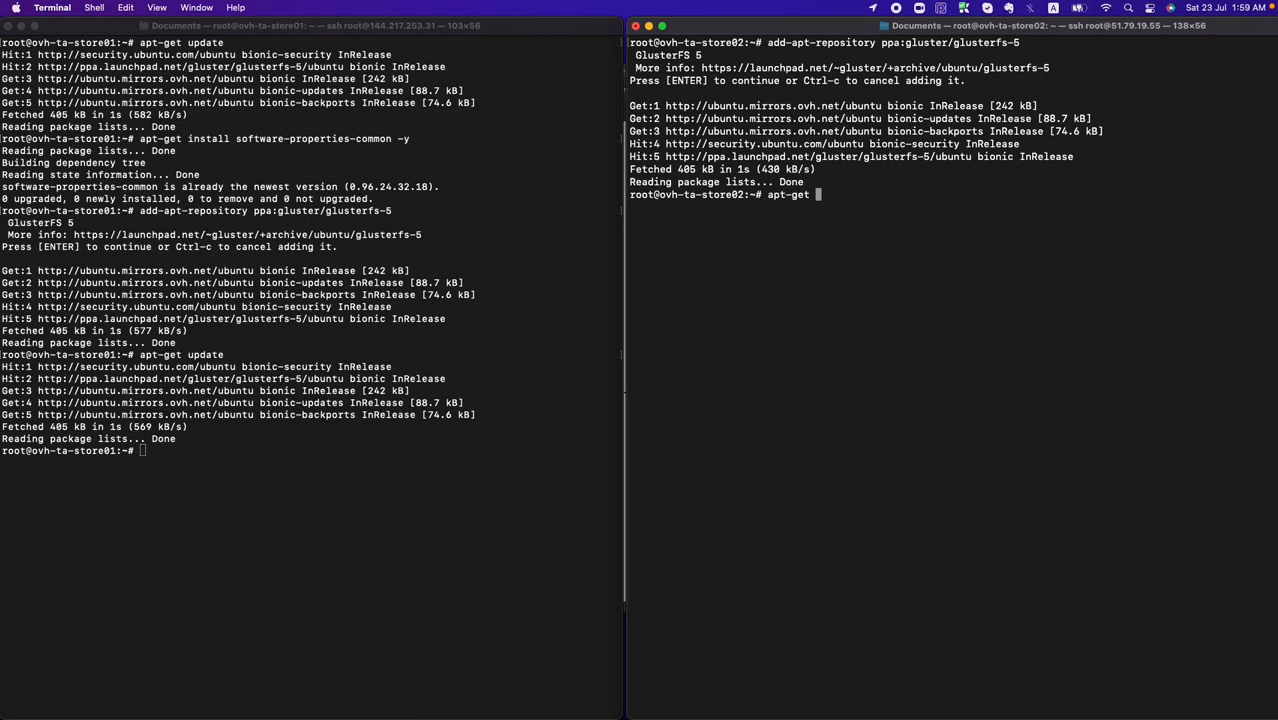 Terminal Shell Edit View Window Help
A
Sat 23 Jul 1:59 AM
Documents — root@ovh-ta-store01: ~ — ssh root@144.217.253.31 — 103×56
[root@ovh-ta-store01:~# apt-get update ]
Hit:1 http://security.ubuntu.com/ubuntu bionic-security InRelease
Hit:2 http://ppa.launchpad.net/gluster/glusterfs-5/ubuntu bionic InRelease
Get:3 http://ubuntu.mirrors.ovh.net/ubuntu bionic InRelease [242 kB]
Get:4 http://ubuntu.mirrors.ovh.net/ubuntu bionic-updates InRelease [88.7 kB]
Get:5 http://ubuntu.mirrors.ovh.net/ubuntu bionic-backports InRelease [74.6 kB]
Fetched 405 kB in 1s (582 kB/s)
Reading package lists... Done
[root@ovh-ta-store01:~# apt-get install software-properties-common -y ]
Reading package lists... Done
Building dependency tree
Reading state information... Done
software-properties-common is already the newest version (0.96.24.32.18).
0 upgraded, 0 newly installed, 0 to remove and 0 not upgraded.
[root@ovh-ta-store01:~# add-apt-repository ppa:gluster/glusterfs-5 ]
GlusterFS 5
More info: https://launchpad.net/~gluster/+archive/ubuntu/glusterfs-5
Press [ENTER] to continue or Ctrl-c to cancel adding it.
Get:1 http://ubuntu.mirrors.ovh.net/ubuntu bionic InRelease [242 kB]
Get:2 http://ubuntu.mirrors.ovh.net/ubuntu bionic-updates InRelease [88.7 kB]
Get:3 http://ubuntu.mirrors.ovh.net/ubuntu bionic-backports InRelease [74.6 kB]
Hit:4 http://security.ubuntu.com/ubuntu bionic-security InRelease
Hit:5 http://ppa.launchpad.net/gluster/glusterfs-5/ubuntu bionic InRelease
Fetched 405 kB in 1s (577 kB/s)
Reading package lists... Done
[root@ovh-ta-store01:~# apt-get update ]
Hit:1 http://security.ubuntu.com/ubuntu bionic-security InRelease
Hit:2 http://ppa.launchpad.net/gluster/glusterfs-5/ubuntu bionic InRelease
Get:3 http://ubuntu.mirrors.ovh.net/ubuntu bionic InRelease [242 kB]
Get:4 http://ubuntu.mirrors.ovh.net/ubuntu bionic-updates InRelease [88.7 kB]
Get:5 http://ubuntu.mirrors.ovh.net/ubuntu bionic-backports InRelease [74.6 kB]
Fetched 405 kB in 1s (569 kB/s)
Reading package lists... Done
root@ovh-ta-store01:~#
Documents — root@ovh-ta-store02: ~ — ssh root@51.79.19.55 — 138×56
[root@ovh-ta-store02:~# add-apt-repository ppa:gluster/glusterfs-5
GlusterFS 5
More info: https://launchpad.net/~gluster/+archive/ubuntu/glusterfs-5
Press [ENTER] to continue or Ctrl-c to cancel adding it.
Get:1 http://ubuntu.mirrors.ovh.net/ubuntu bionic InRelease [242 kB]
Get:2 http://ubuntu.mirrors.ovh.net/ubuntu bionic-updates InRelease [88.7 kB]
Get:3 http://ubuntu.mirrors.ovh.net/ubuntu bionic-backports InRelease [74.6 kB]
Hit:4 http://security.ubuntu.com/ubuntu bionic-security InRelease
Hit:5 http://ppa.launchpad.net/gluster/glusterfs-5/ubuntu bionic InRelease
Fetched 405 kB in 1s (430 kB/s)
Reading package lists... Done
root@ovh-ta-store02:~# apt-get